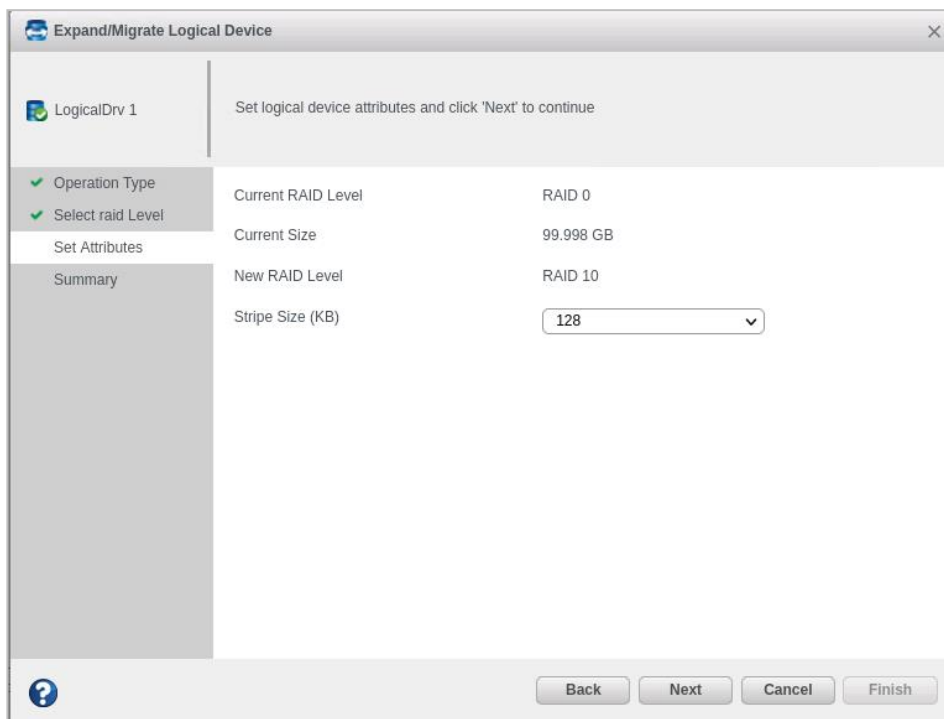 Expand/Migrate Logical Device
LogicalDrv 1
Set logical device attributes and click 'Next' to continue
Operation Type
Select raid Level
Set Attributes
Summary
Current RAID Level RAID 0
Current Size 99.998 GB
New RAID Level RAID 10
Stripe Size (KB) 128
Back Next Cancel Finish